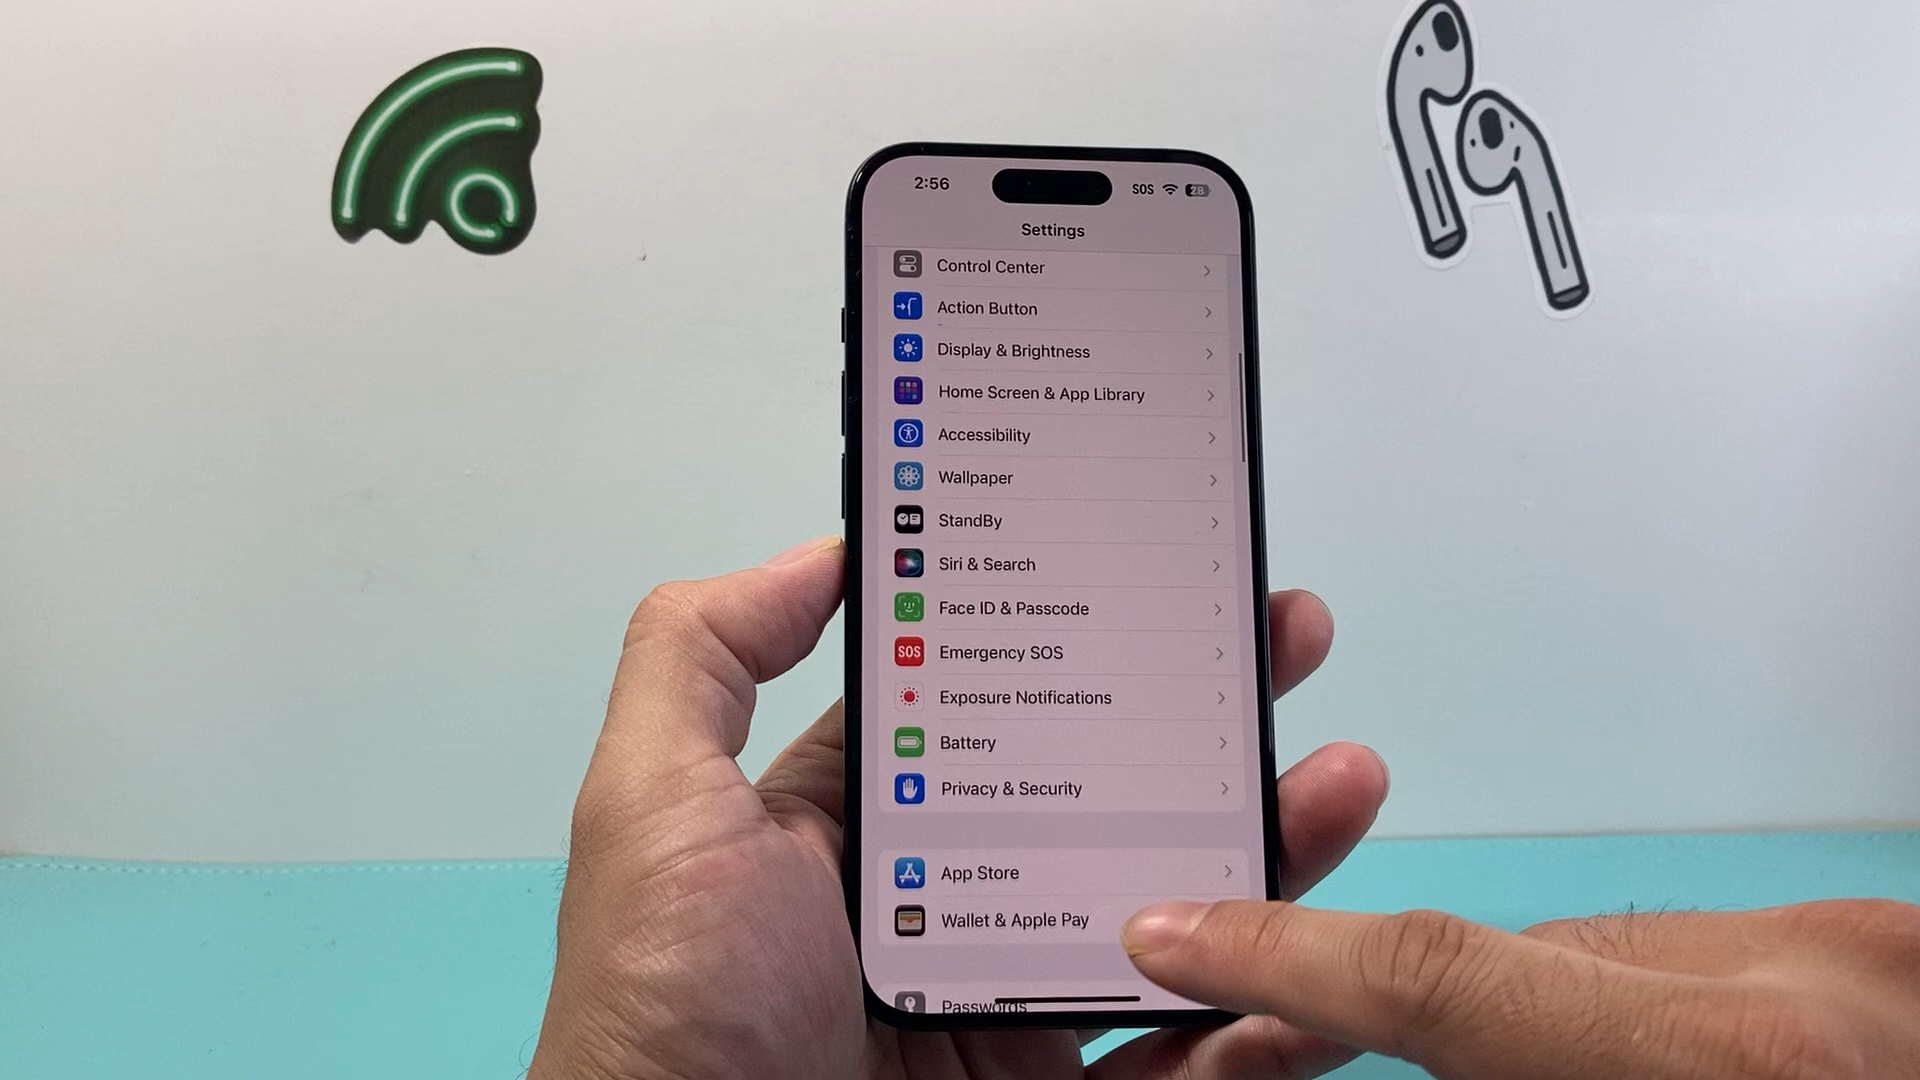 2:56
SOS
28
Settings
Control Center
Action Button
Display & Brightness
Home Screen & App Library
Accessibility
Wallpaper
StandBy
Siri & Search
Face ID & Passcode
SOS
Emergency SOS
Exposure Notifications
Battery
Privacy & Security
App Store
Wallet & Apple Pay
Passwords